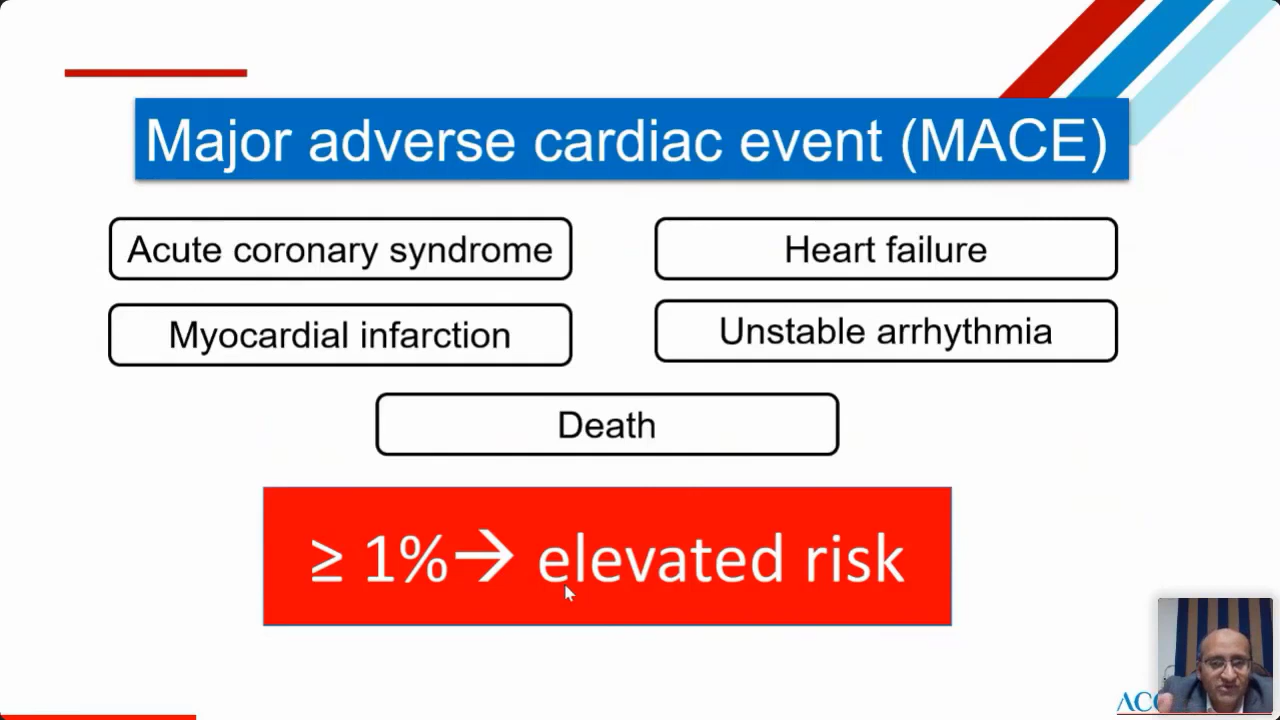 Major adverse cardiac event (MACE)
Acute coronary syndrome
Heart failure
Myocardial infarction
Unstable arrhythmia
Death
≥ 1%→ elevated risk